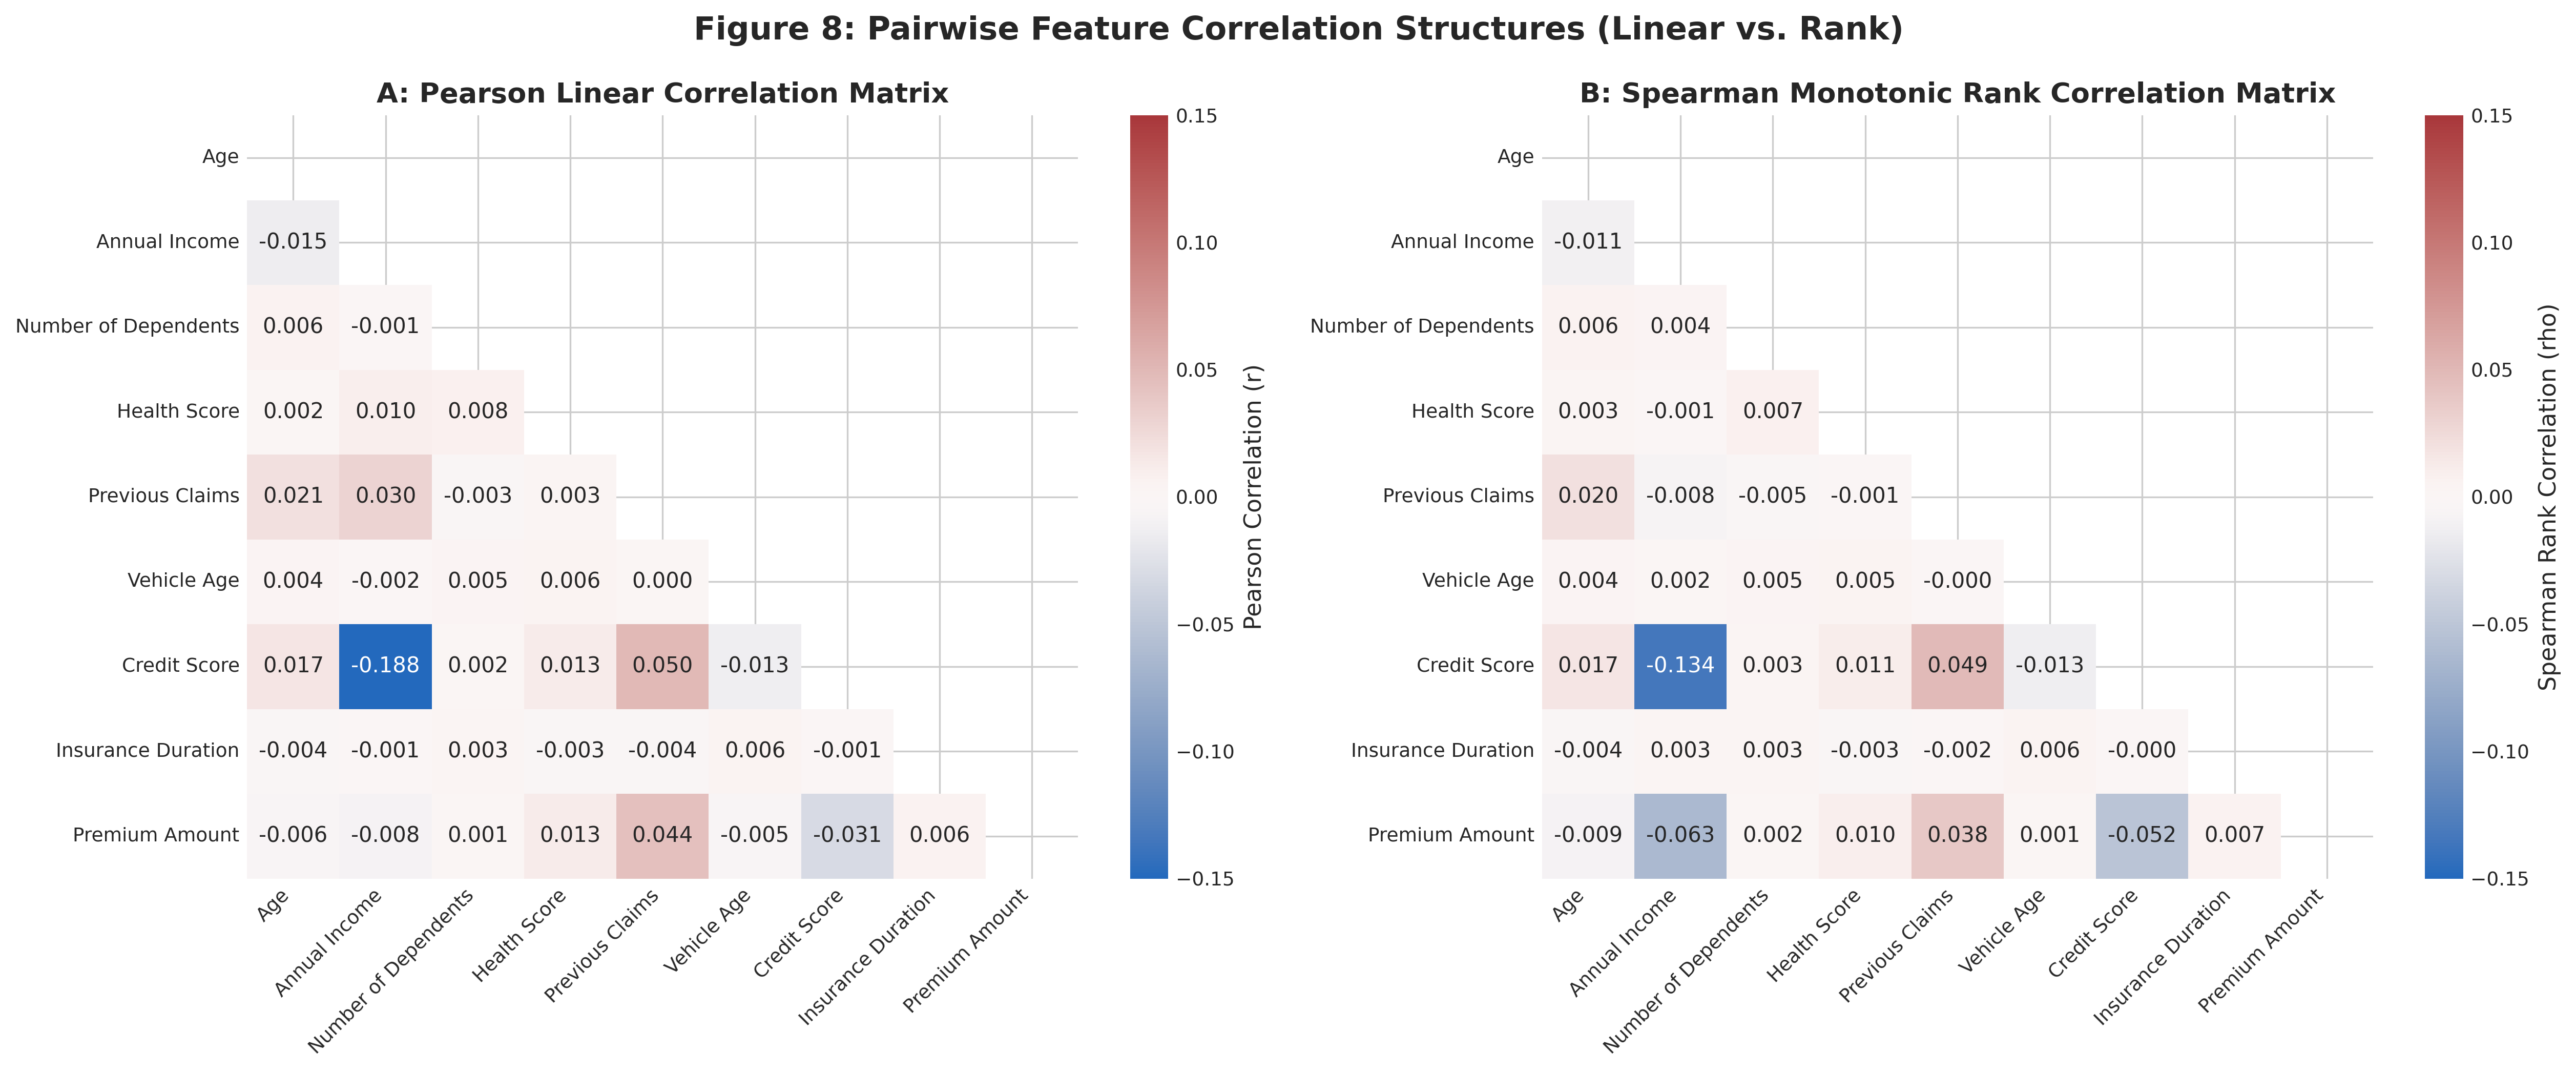 Figure 8: Pairwise Feature Correlation Structures (Linear vs. Rank)
A: Pearson Linear Correlation Matrix
Age
Annual Income -0.015
Number of Dependents 0.006 -0.001
Health Score 0.002 0.010 0.008
Previous Claims 0.021 0.030 -0.003 0.003
Vehicle Age 0.004 -0.002 0.005 0.006 0.000
Credit Score 0.017 -0.188 0.002 0.013 0.050 -0.013
Insurance Duration -0.004 -0.001 0.003 -0.003 -0.004 0.006 -0.001
Premium Amount -0.006 -0.008 0.001 0.013 0.044 -0.005 -0.031 0.006
Age
Annual Income
Number of Dependents
Health Score
Previous Claims
Vehicle Age
Credit Score
Insurance Duration
Premium Amount
0.15
0.10
0.05
0.00
−0.05
−0.10
−0.15
Pearson Correlation (r)
B: Spearman Monotonic Rank Correlation Matrix
Age
Annual Income -0.011
Number of Dependents 0.006 0.004
Health Score 0.003 -0.001 0.007
Previous Claims 0.020 -0.008 -0.005 -0.001
Vehicle Age 0.004 0.002 0.005 0.005 -0.000
Credit Score 0.017 -0.134 0.003 0.011 0.049 -0.013
Insurance Duration -0.004 0.003 0.003 -0.003 -0.002 0.006 -0.000
Premium Amount -0.009 -0.063 0.002 0.010 0.038 0.001 -0.052 0.007
Age
Annual Income
Number of Dependents
Health Score
Previous Claims
Vehicle Age
Credit Score
Insurance Duration
Premium Amount
0.15
0.10
0.05
0.00
−0.05
−0.10
−0.15
Spearman Rank Correlation (rho)